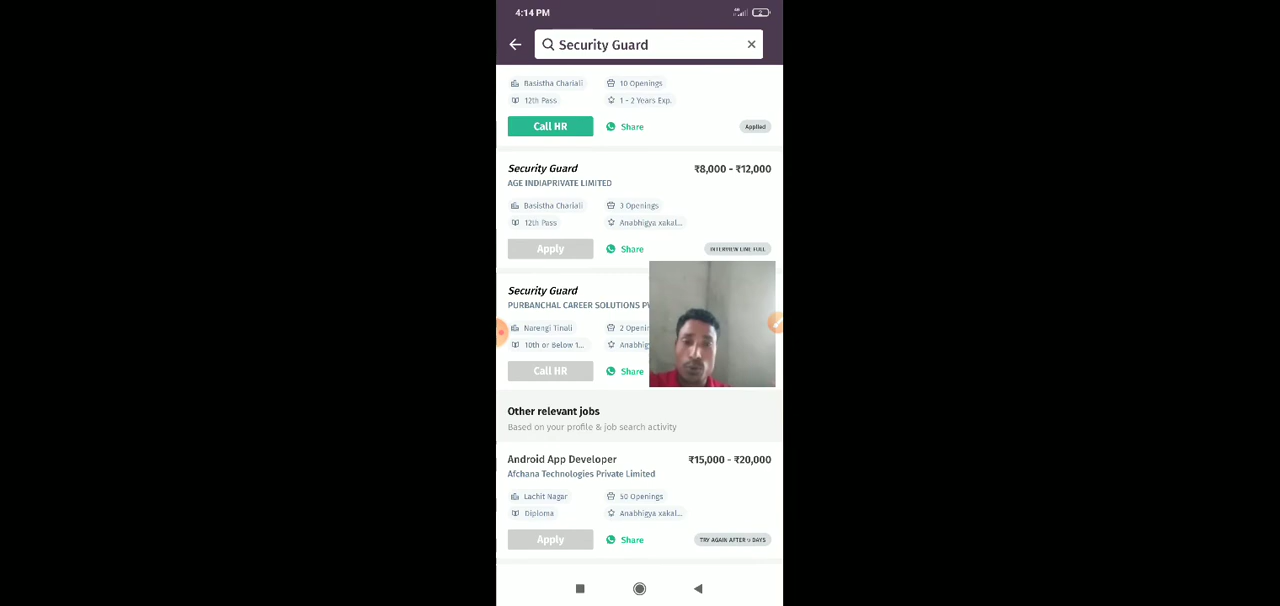 4:14 PM
Security Guard
Basistha Chariali
10 Openings
12th Pass
1 - 2 Years Exp.
Call HR
Share
Applied
Security Guard
₹8,000 - ₹12,000
AGE INDIAPRIVATE LIMITED
Basistha Chariali
3 Openings
12th Pass
Anabhigya xakal...
Apply
Share
INTERVIEW LINE FULL
Security Guard
PURBANCHAL CAREER SOLUTIONS
Narengi Tinali
2
10th or Below 1...
Call HR
Share
Other relevant jobs
Based on your profile & job search activity
Android App Developer
₹15,000 - ₹20,000
Afchana Technologies Private Limited
Lachit Nagar
50 Openings
Diploma
Anabhigya xakal...
Apply
Share
TRY AGAIN AFTER DAYS